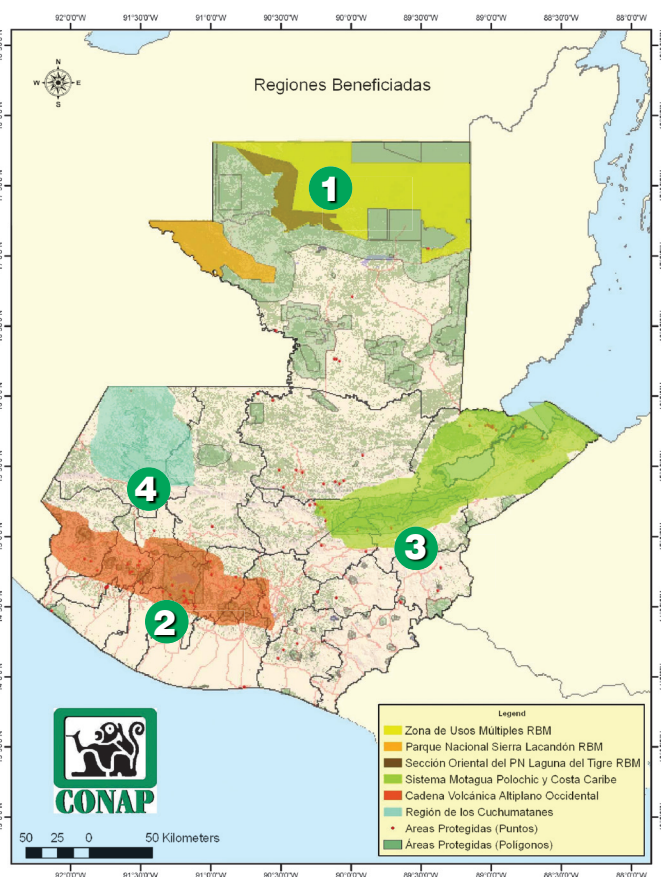 92°0'0"W 91°30'0"W 91°0'0"W 90°30'0"W 90°0'0"W 89°30'0"W 89°0'0"W 88°30'0"W 88°0'0"W
N
W E
S
Regiones Beneficiadas
1
4
3
2
CONAP
Legend
Zona de Usos Múltiples RBM
Parque Nacional Sierra Lacandón RBM
Sección Oriental del PN Laguna del Tigre RBM
Sistema Motagua Polochic y Costa Caribe
Cadena Volcánica Altiplano Occidental
Región de los Cuchumatanes
Areas Protegidas (Puntos)
Áreas Protegidas (Polígonos)
50 25 0 50 Kilometers
92°0'0"W 91°30'0"W 91°0'0"W 90°30'0"W 90°0'0"W 89°30'0"W 89°0'0"W 88°30'0"W 88°0'0"W